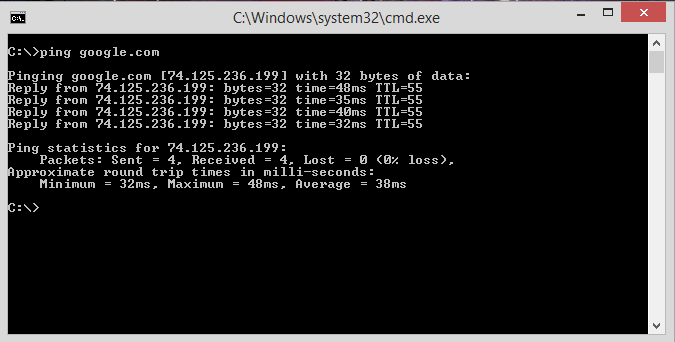 C:\Windows\system32\cmd.exe
C:\>ping google.com
Pinging google.com [74.125.236.199] with 32 bytes of data:
Reply from 74.125.236.199: bytes=32 time=48ms TTL=55
Reply from 74.125.236.199: bytes=32 time=35ms TTL=55
Reply from 74.125.236.199: bytes=32 time=40ms TTL=55
Reply from 74.125.236.199: bytes=32 time=32ms TTL=55
Ping statistics for 74.125.236.199:
    Packets: Sent = 4, Received = 4, Lost = 0 (0% loss),
Approximate round trip times in milli-seconds:
    Minimum = 32ms, Maximum = 48ms, Average = 38ms
C:\>